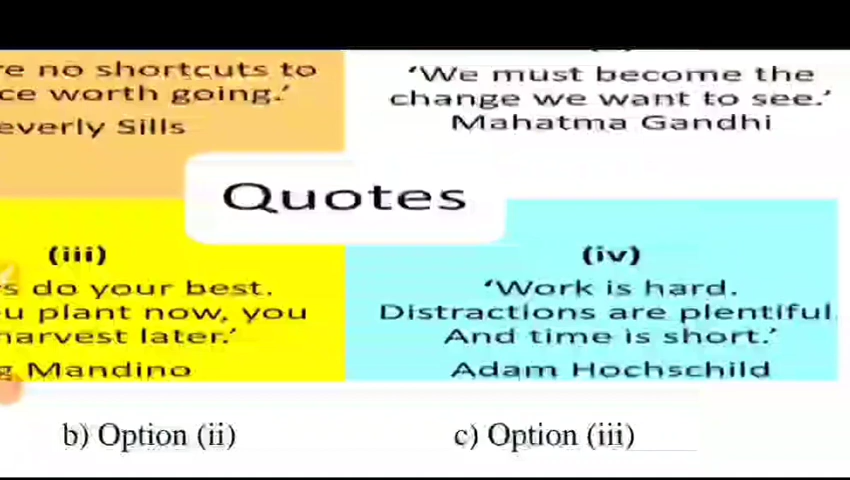 re no shortcuts to
ce worth going.'
everly Sills
'We must become the
change we want to see.'
Mahatma Gandhi
Quotes
(iii)
s do your best.
u plant now, you
harvest later.'
g Mandino
(iv)
'Work is hard.
Distractions are plentiful.
And time is short.'
Adam Hochschild
b) Option (ii)
c) Option (iii)